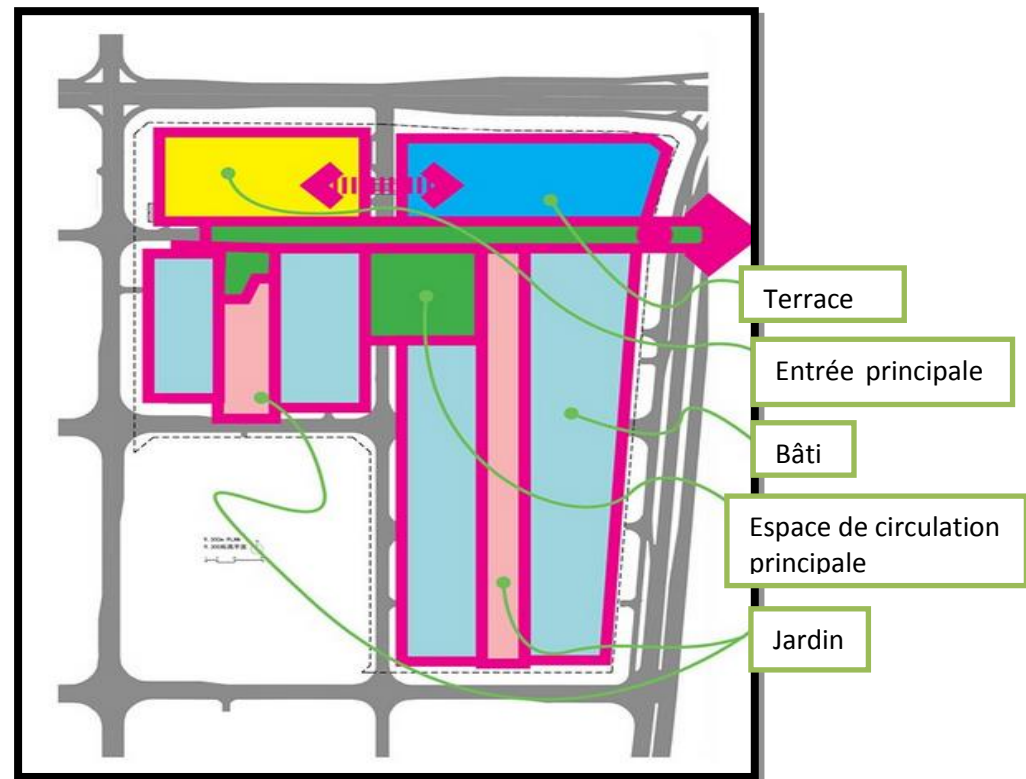 Terrace
Entrée principale
Bâti
Espace de circulation
principale
Jardin